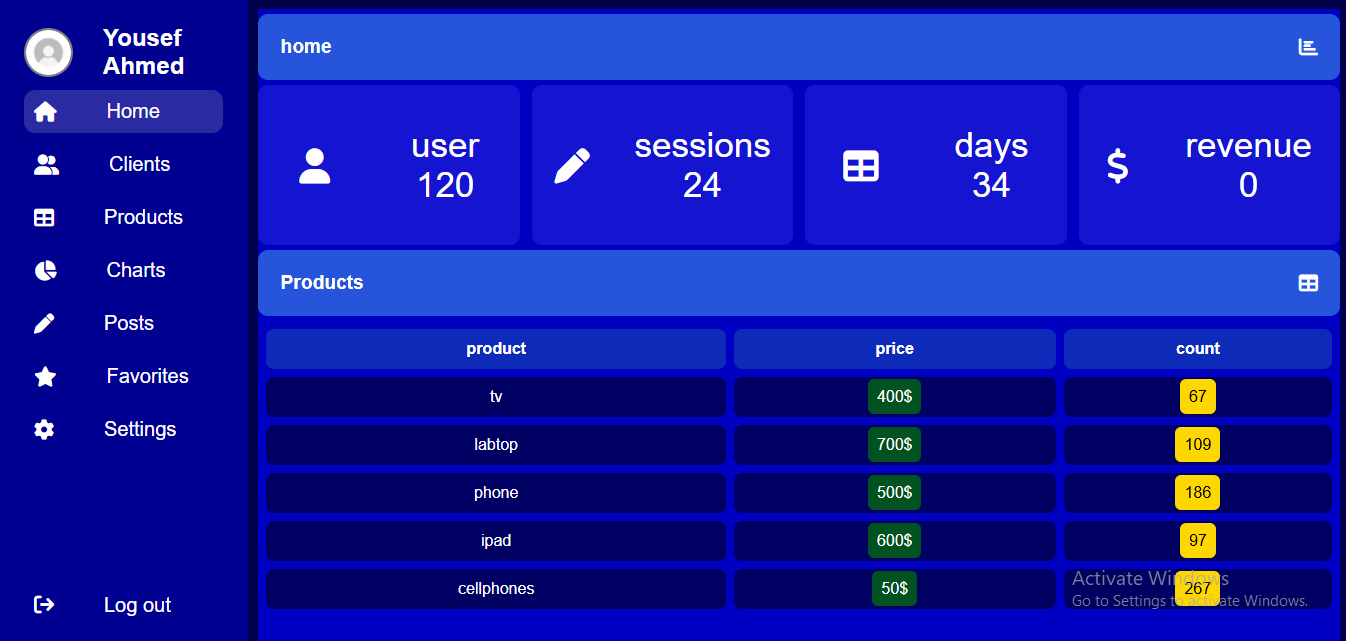 Yousef
Ahmed
Home
Clients
Products
Charts
Posts
Favorites
Settings
Log out
home
user
120
sessions
24
days
34
revenue
0
Products
product price count
tv 400$ 67
labtop 700$ 109
phone 500$ 186
ipad 600$ 97
cellphones 50$ 267
Activate Windows
Go to Settings to activate Windows.